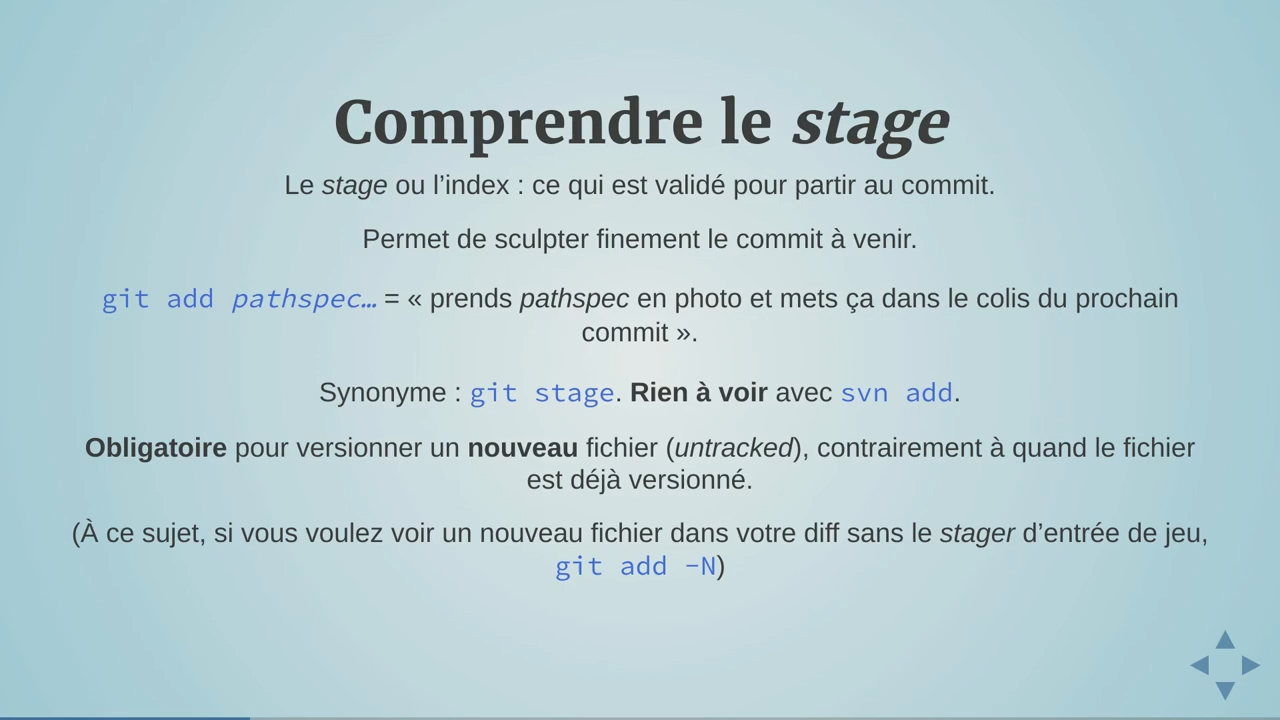 Comprendre le stage
Le stage ou l’index : ce qui est validé pour partir au commit.
Permet de sculpter finement le commit à venir.
git add pathspec… = « prends pathspec en photo et mets ça dans le colis du prochain
commit ».
Synonyme : git stage. Rien à voir avec svn add.
Obligatoire pour versionner un nouveau fichier (untracked), contrairement à quand le fichier
est déjà versionné.
(À ce sujet, si vous voulez voir un nouveau fichier dans votre diff sans le stager d’entrée de jeu,
git add -N)